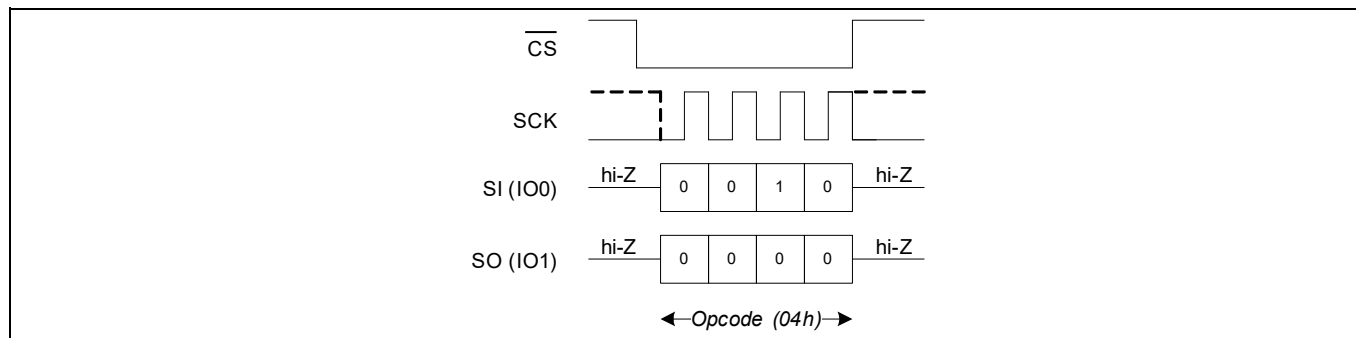 CS
SCK
SI (IO0) hi-Z 0 0 1 0 hi-Z
SO (IO1) hi-Z 0 0 0 0 hi-Z
Opcode (04h)